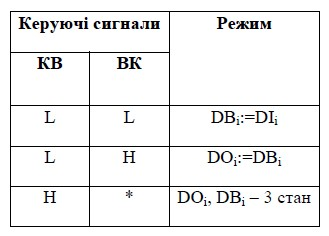 Керуючі сигнали Режим
КВ ВК
L L DBi:=DIi
L H DOi:=DBi
H * DOi, DBi – 3 стан